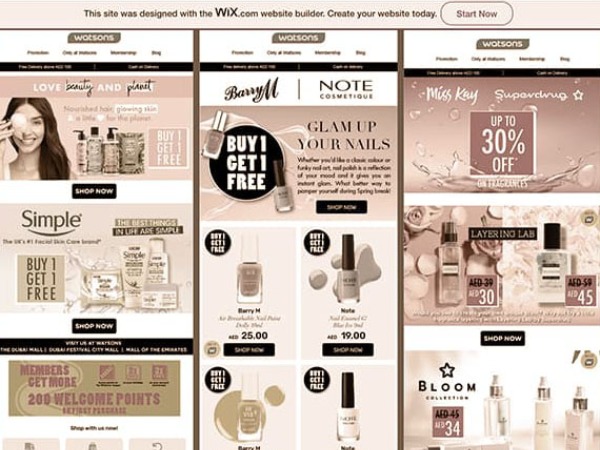 This site was designed with the WiX.com website builder. Create your website today. Start Now
watsons
Promotion Only at Watsons Membership Blog
Free Delivery above AED 100 Cash on Delivery
LOVE beauty AND planet
Nourished hair, glowing skin
& a little ♥ for the planet.
BUY 1
GET 1
FREE
SHOP NOW
Simple
The UK's #1 Facial Skin Care brand*
THE BEST THINGS
IN LIFE ARE SIMPLE
BUY 1
GET 1
FREE
Simple
Simple
SHOP NOW
VISIT US AT WATSONS
THE DUBAI MALL | DUBAI FESTIVAL CITY MALL | MALL OF THE EMIRATES
MEMBERS
GET MORE
200 WELCOME POINTS
Shop with us now!
watsons
Promotion Only at Watsons Membership Blog
Free Delivery above AED 100 Cash on Delivery
Barry M | NOTE
COSMETIQUE
BUY 1
GET 1
FREE
GLAM UP
YOUR NAILS
Whether you'd like a classic colour or
funky nail art, nail polish is a reflection
of your mood and it gives you an
instant glam. What better way to
pamper yourself during Spring break!
SHOP NOW
BUY 1
GET 1
FREE
Barry M
Air Breathable Nail Paint
Dolly 10ml
AED 25.00
SHOP NOW
BUY 1
GET 1
FREE
Note
Nail Enamel 67
Blue Ice 9ml
AED 19.00
SHOP NOW
BUY 1
GET 1
FREE
Barry M
BUY 1
GET 1
FREE
NOTE
Note
watsons
Promotion Only at Watsons Membership Blog
Free Delivery above AED 100 Cash on Delivery
Miss Kay Superdrug
UP TO
30%
OFF*
ON FRAGRANCES
LAYERING LAB
AED 39
AED 30
AED 59
AED 45
SHOP NOW
BLOOM
COLLECTION
AED 45
AED 34